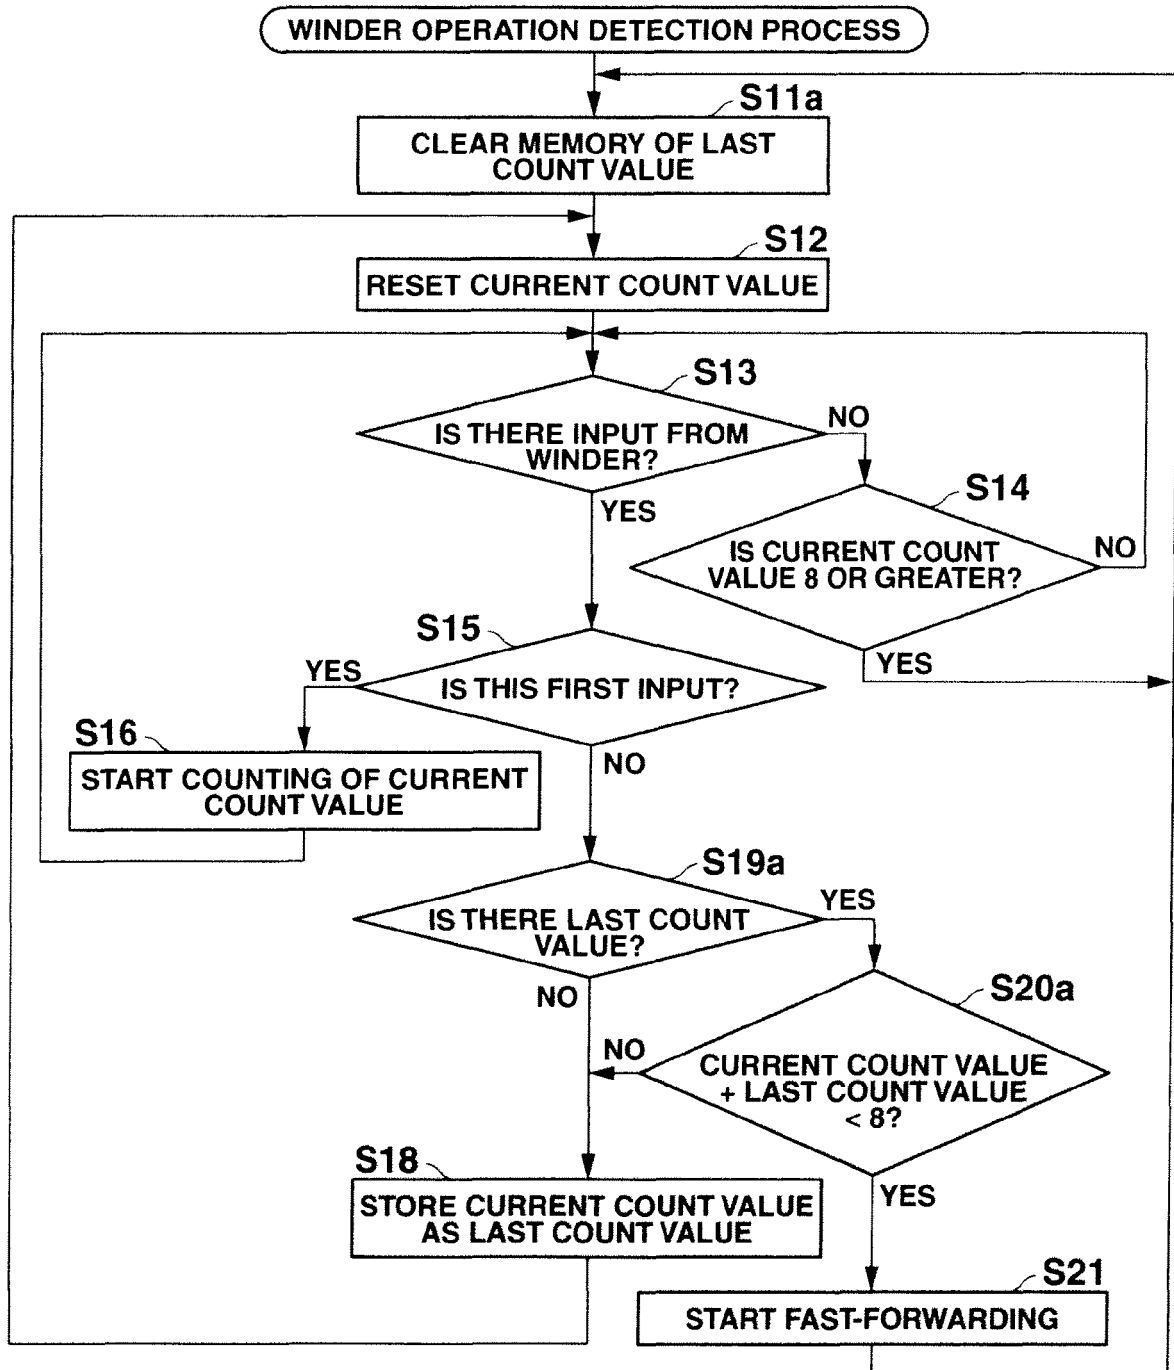 WINDER OPERATION DETECTION PROCESS
S11a
CLEAR MEMORY OF LAST
COUNT VALUE
S12
RESET CURRENT COUNT VALUE
S13
IS THERE INPUT FROM
WINDER?
NO
YES
S14
IS CURRENT COUNT
VALUE 8 OR GREATER?
NO
YES
S15
IS THIS FIRST INPUT?
YES
NO
S16
START COUNTING OF CURRENT
COUNT VALUE
S19a
IS THERE LAST COUNT
VALUE?
YES
NO
S20a
CURRENT COUNT VALUE
+ LAST COUNT VALUE
< 8?
NO
YES
S18
STORE CURRENT COUNT VALUE
AS LAST COUNT VALUE
S21
START FAST-FORWARDING